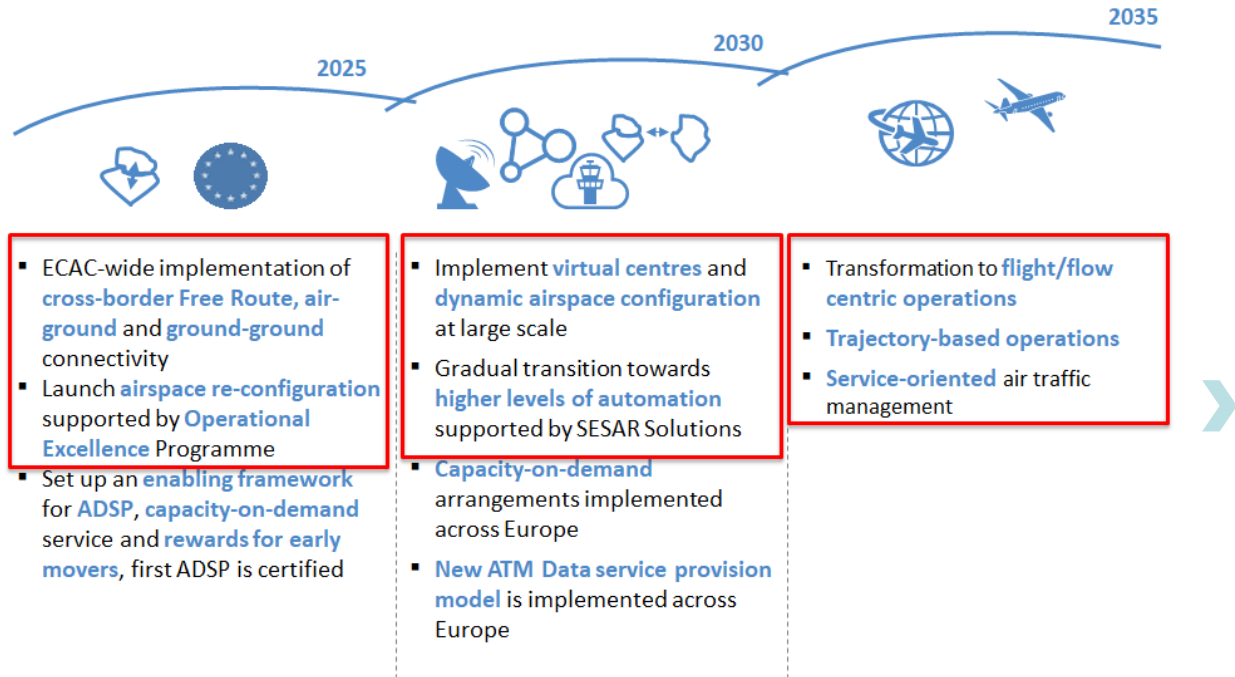 2025
2030
2035
▪ ECAC-wide implementation of
cross-border Free Route, air-
ground and ground-ground
connectivity
▪ Launch airspace re-configuration
supported by Operational
Excellence Programme
▪ Set up an enabling framework
for ADSP, capacity-on-demand
service and rewards for early
movers, first ADSP is certified
▪ Implement virtual centres and
dynamic airspace configuration
at large scale
▪ Gradual transition towards
higher levels of automation
supported by SESAR Solutions
▪ Capacity-on-demand
arrangements implemented
across Europe
▪ New ATM Data service provision
model is implemented across
Europe
▪ Transformation to flight/flow
centric operations
▪ Trajectory-based operations
▪ Service-oriented air traffic
management